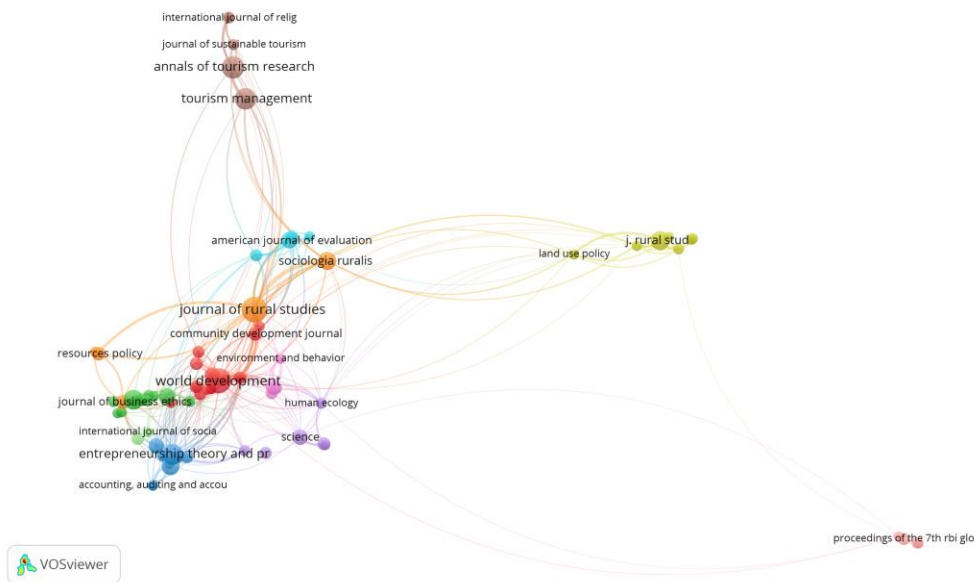 international journal of relig
journal of sustainable tourism
annals of tourism research
tourism management
american journal of evaluation
j. rural stud
land use policy
sociologia ruralis
journal of rural studies
community development journal
resources policy
environment and behavior
world development
journal of business ethics
human ecology
international journal of socia
science
entrepreneurship theory and pr
accounting, auditing and accou
proceedings of the 7th rbi glo
VOSviewer